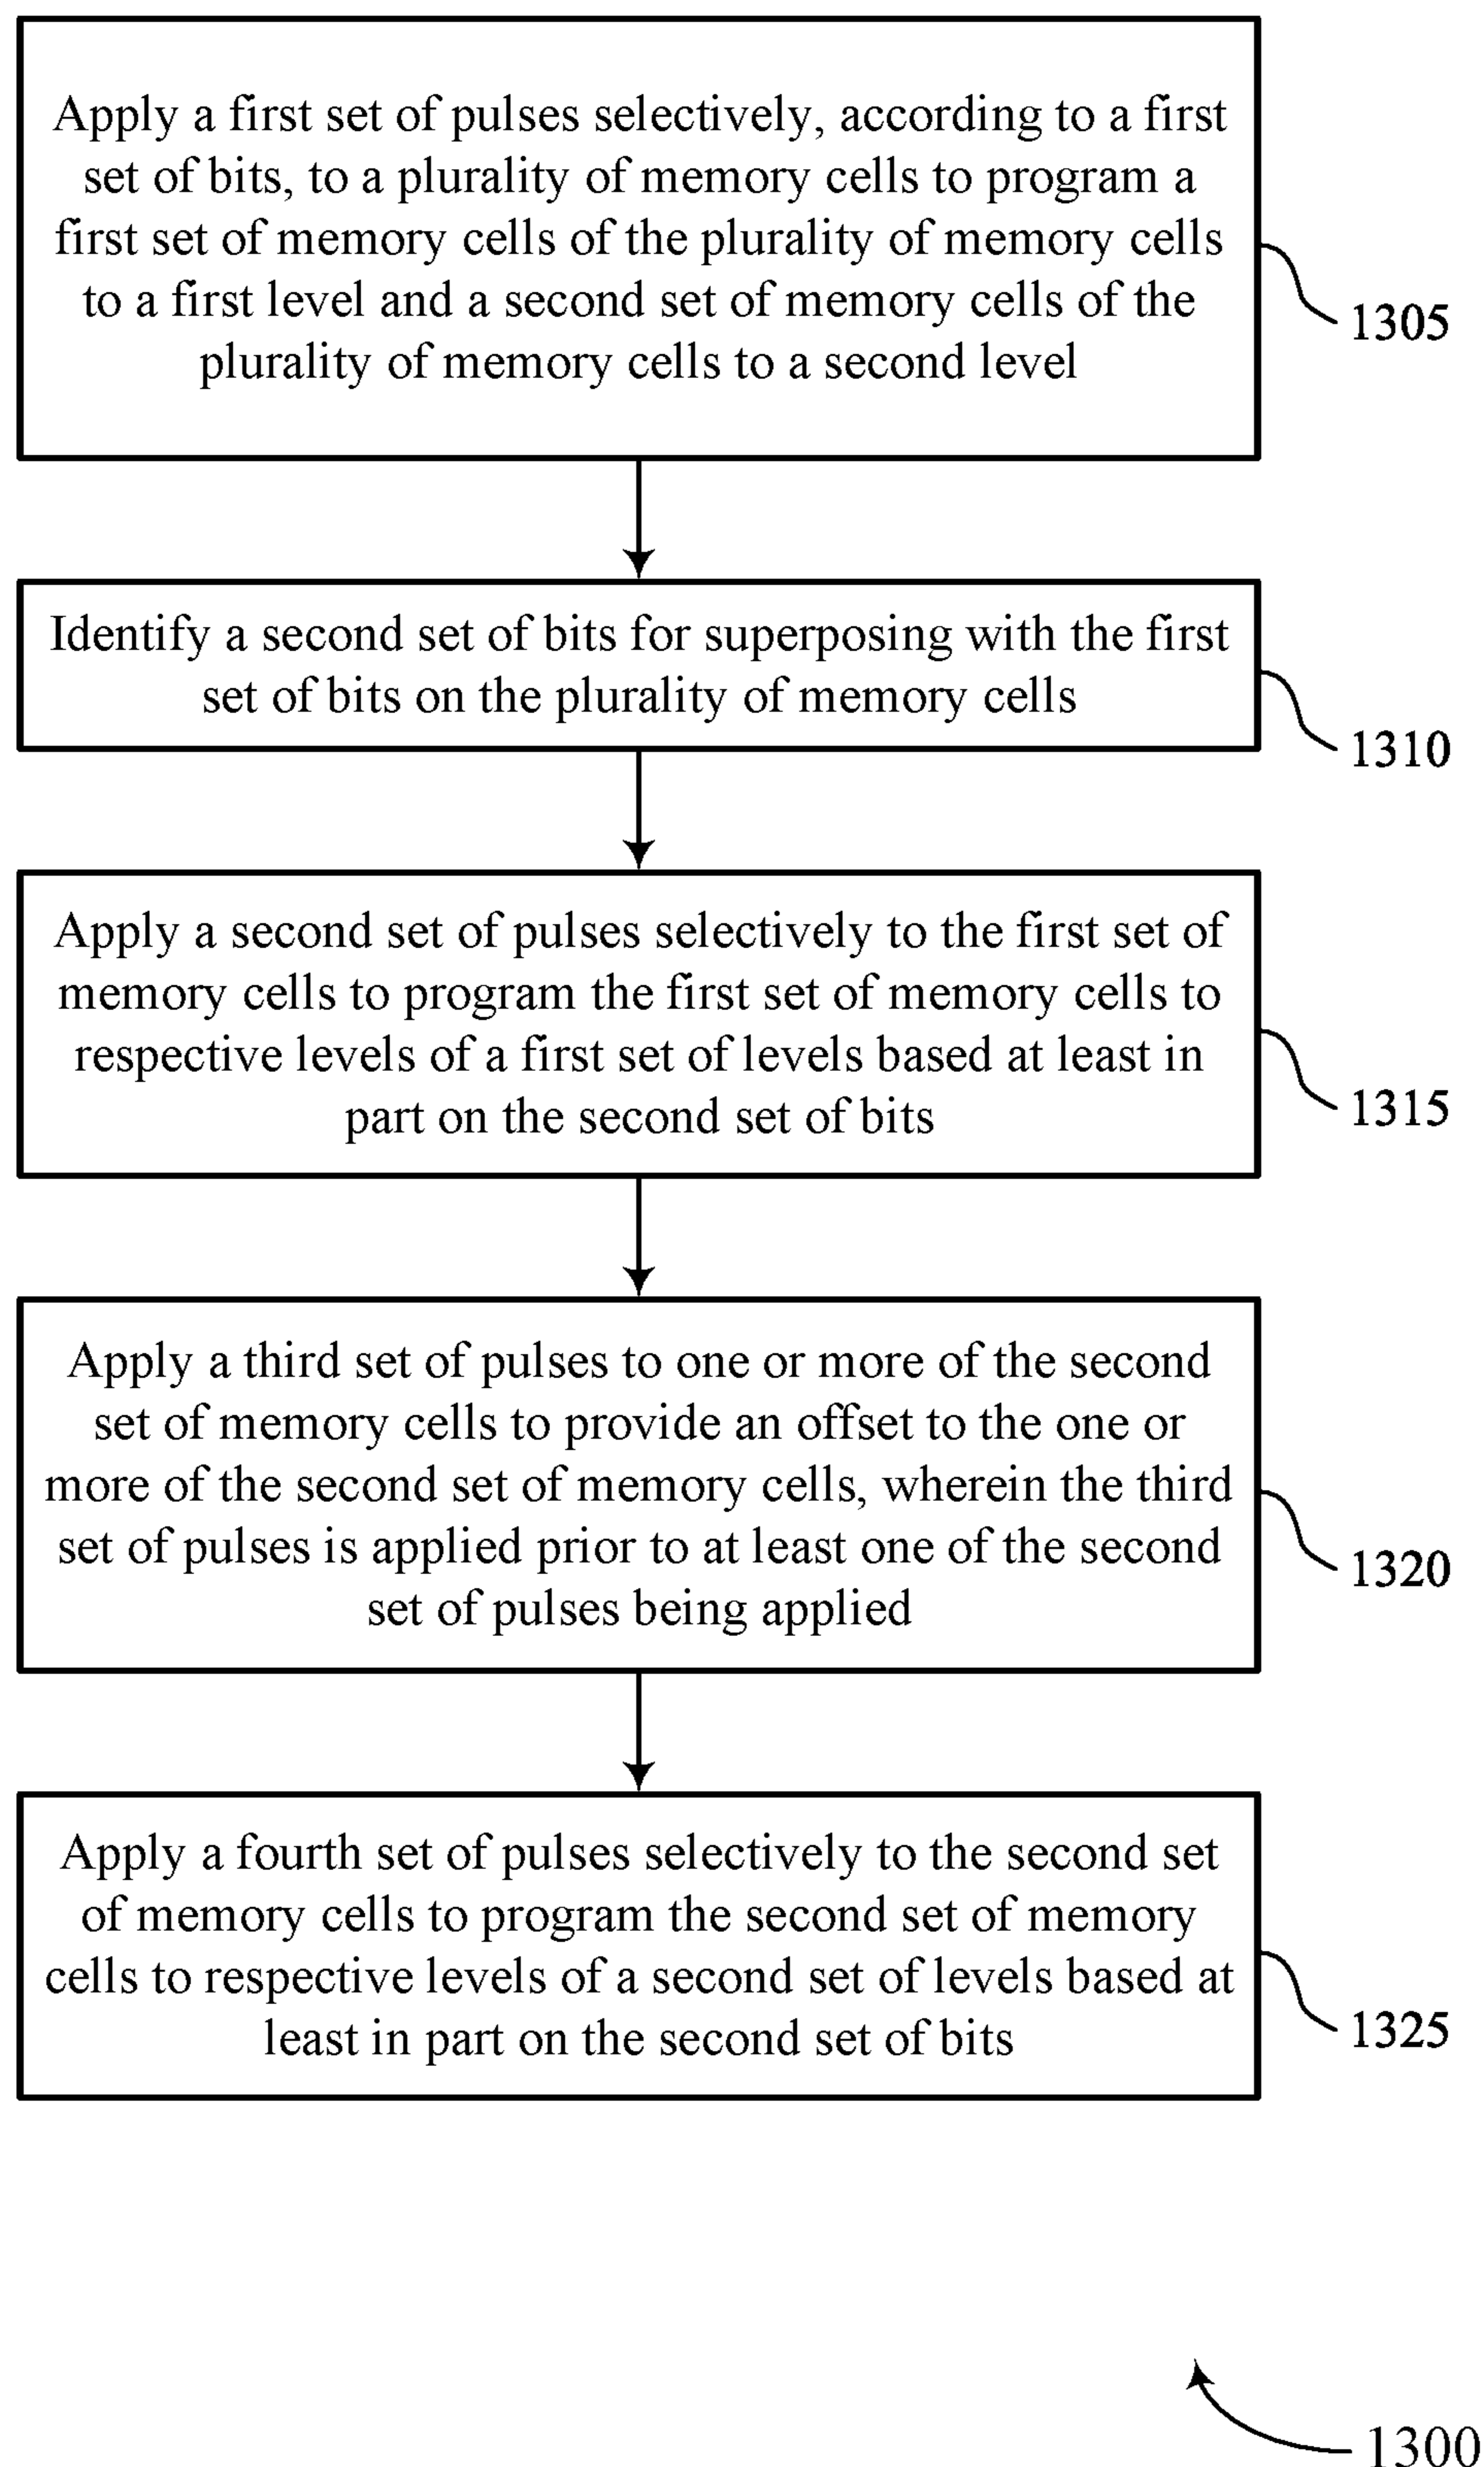 Apply a first set of pulses selectively, according to a first
set of bits, to a plurality of memory cells to program a
first set of memory cells of the plurality of memory cells
to a first level and a second set of memory cells of the
plurality of memory cells to a second level
1305
Identify a second set of bits for superposing with the first
set of bits on the plurality of memory cells
1310
Apply a second set of pulses selectively to the first set of
memory cells to program the first set of memory cells to
respective levels of a first set of levels based at least in
part on the second set of bits
1315
Apply a third set of pulses to one or more of the second
set of memory cells to provide an offset to the one or
more of the second set of memory cells, wherein the third
set of pulses is applied prior to at least one of the second
set of pulses being applied
1320
Apply a fourth set of pulses selectively to the second set
of memory cells to program the second set of memory
cells to respective levels of a second set of levels based at
least in part on the second set of bits
1325
1300